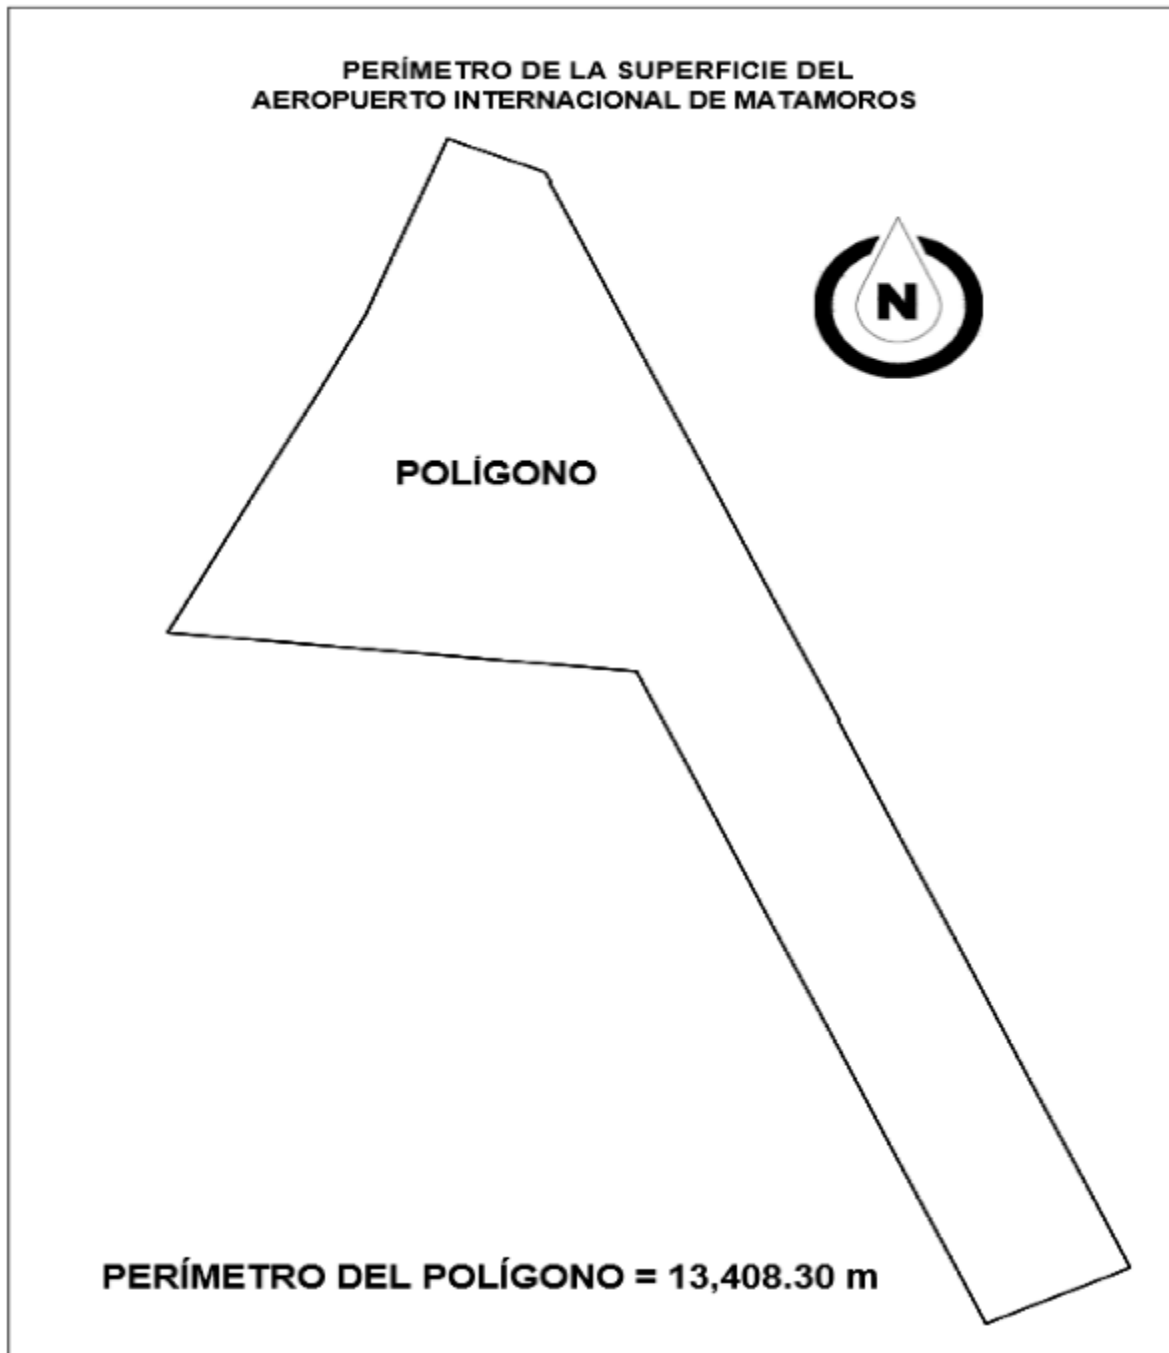 PERÍMETRO DE LA SUPERFICIE DEL
AEROPUERTO INTERNACIONAL DE MATAMOROS
N
POLÍGONO
PERÍMETRO DEL POLÍGONO = 13,408.30 m